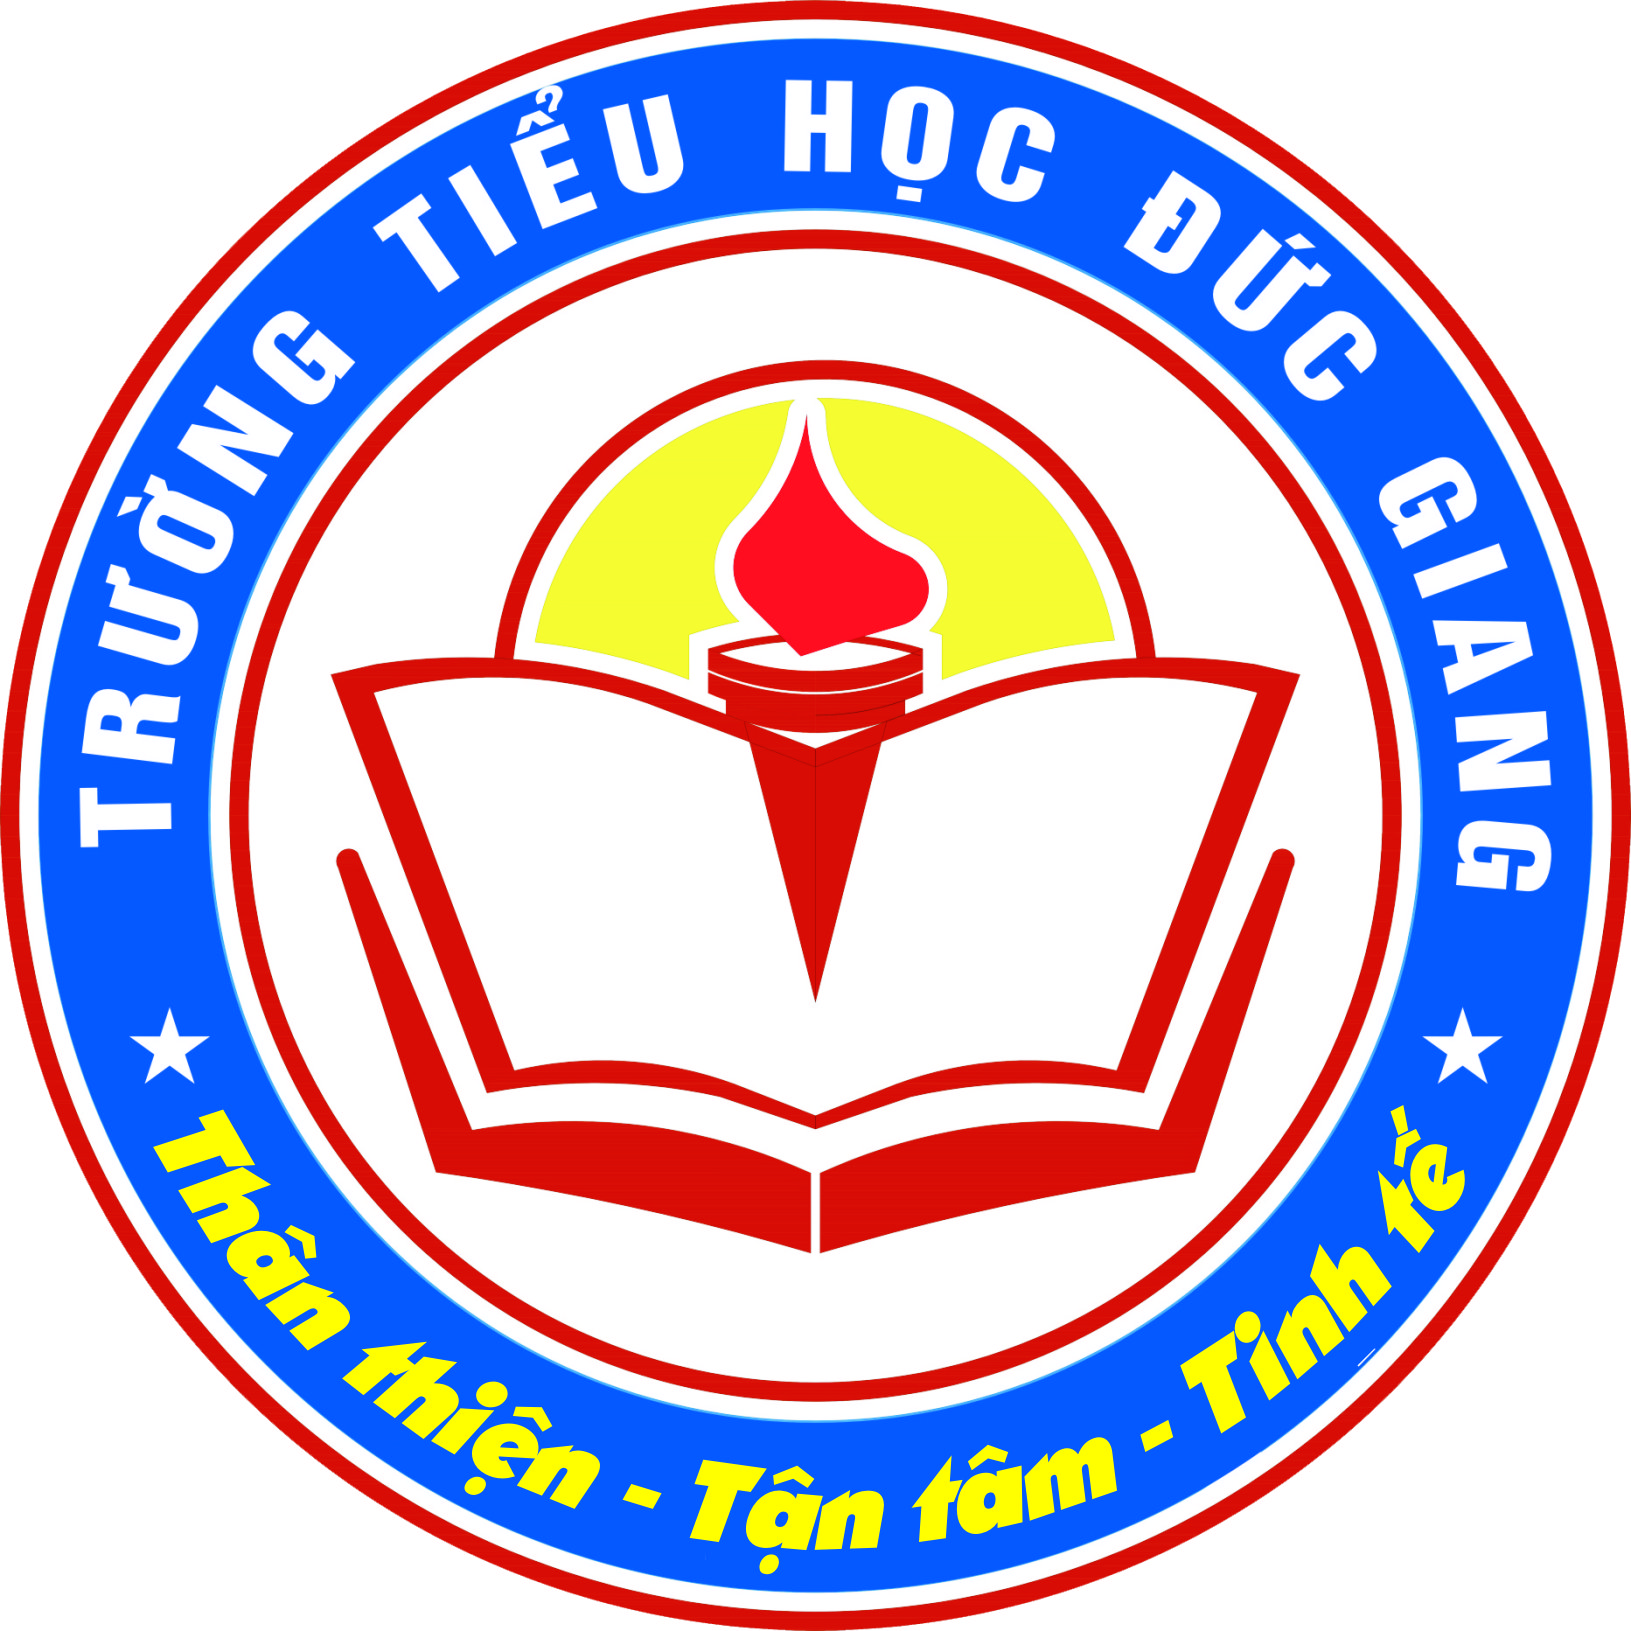 TRƯỜNG TIỂU HỌC ĐỨC GIANG
Thân thiện - Tận tâm - Tinh tế